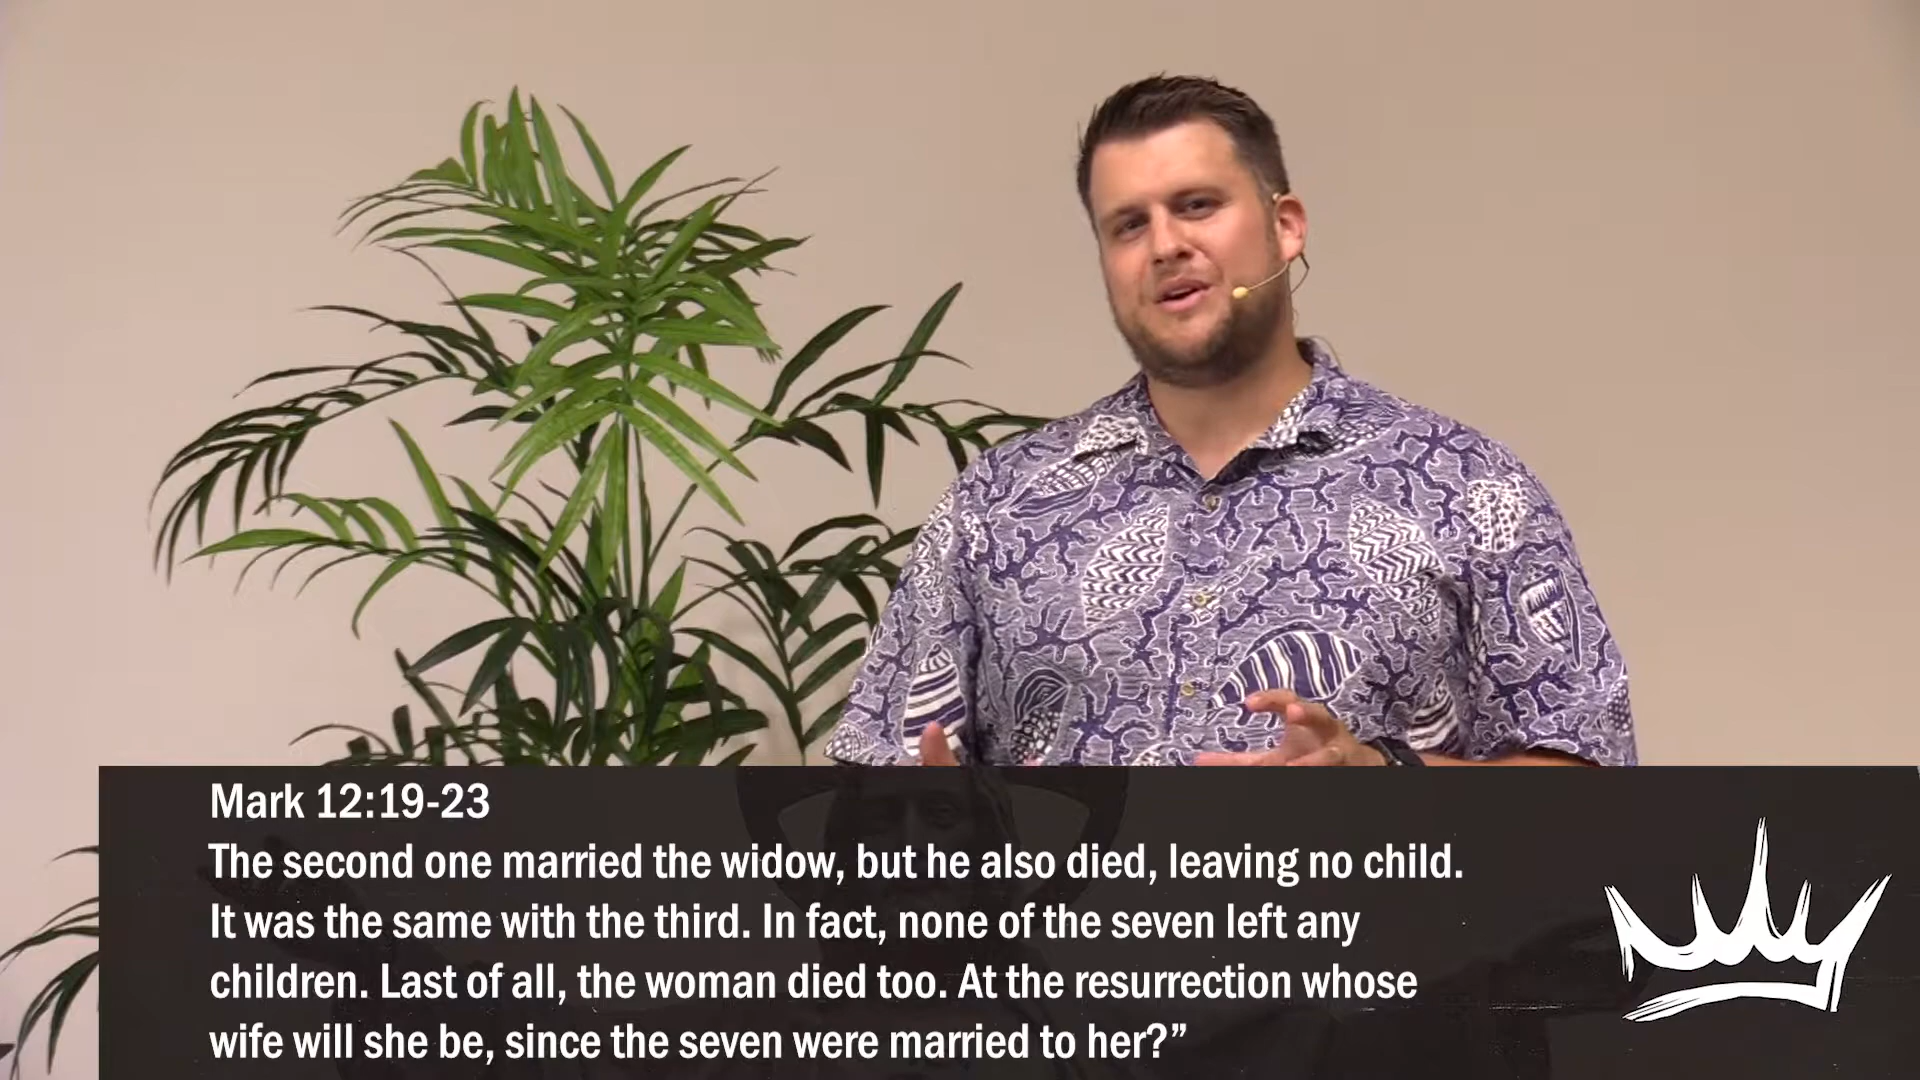 Mark 12:19-23
The second one married the widow, but he also died, leaving no child.
It was the same with the third. In fact, none of the seven left any
children. Last of all, the woman died too. At the resurrection whose
wife will she be, since the seven were married to her?”